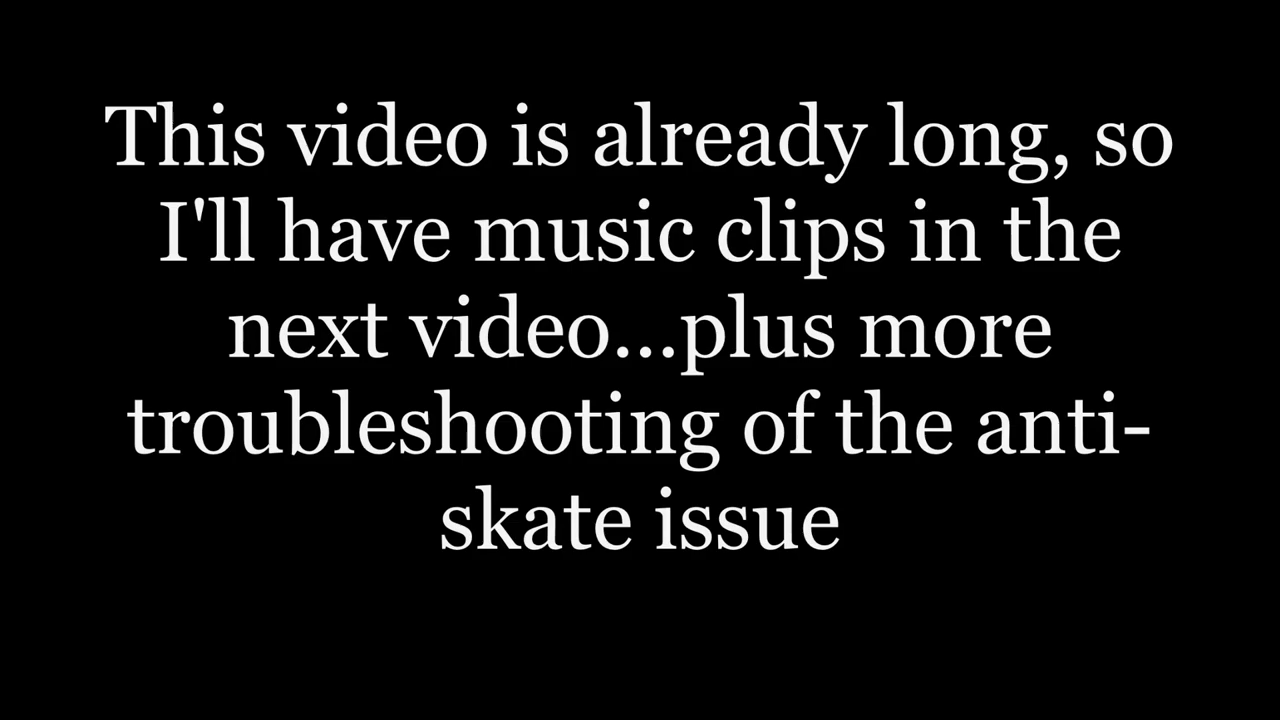 This video is already long, so
I'll have music clips in the
next video...plus more
troubleshooting of the anti-
skate issue